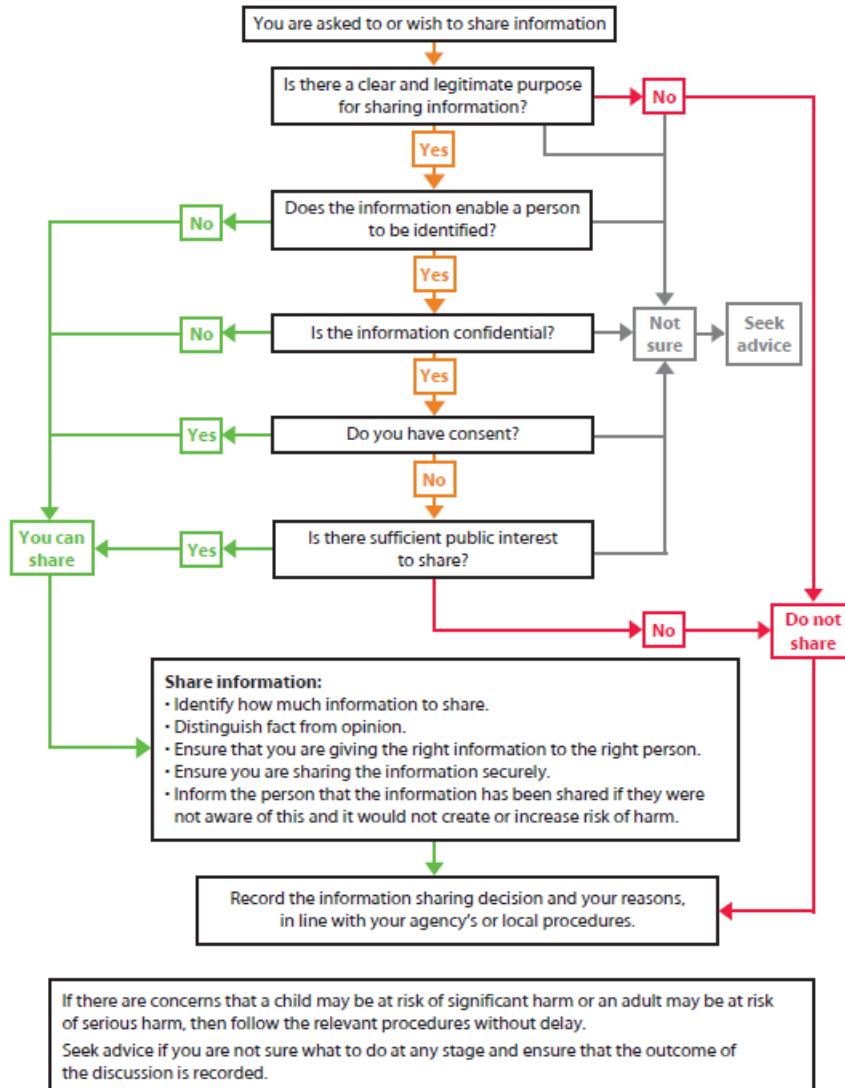 You are asked to or wish to share information
Is there a clear and legitimate purpose
for sharing information?
No
Yes
Does the information enable a person
to be identified?
No
Yes
Is the information confidential?
No
Not
sure
Seek
advice
Yes
Do you have consent?
Yes
No
Is there sufficient public interest
to share?
You can
share
Yes
No
Do not
share
Share information:
• Identify how much information to share.
• Distinguish fact from opinion.
• Ensure that you are giving the right information to the right person.
• Ensure you are sharing the information securely.
• Inform the person that the information has been shared if they were
not aware of this and it would not create or increase risk of harm.
Record the information sharing decision and your reasons,
in line with your agency's or local procedures.
If there are concerns that a child may be at risk of significant harm or an adult may be at risk
of serious harm, then follow the relevant procedures without delay.
Seek advice if you are not sure what to do at any stage and ensure that the outcome of
the discussion is recorded.